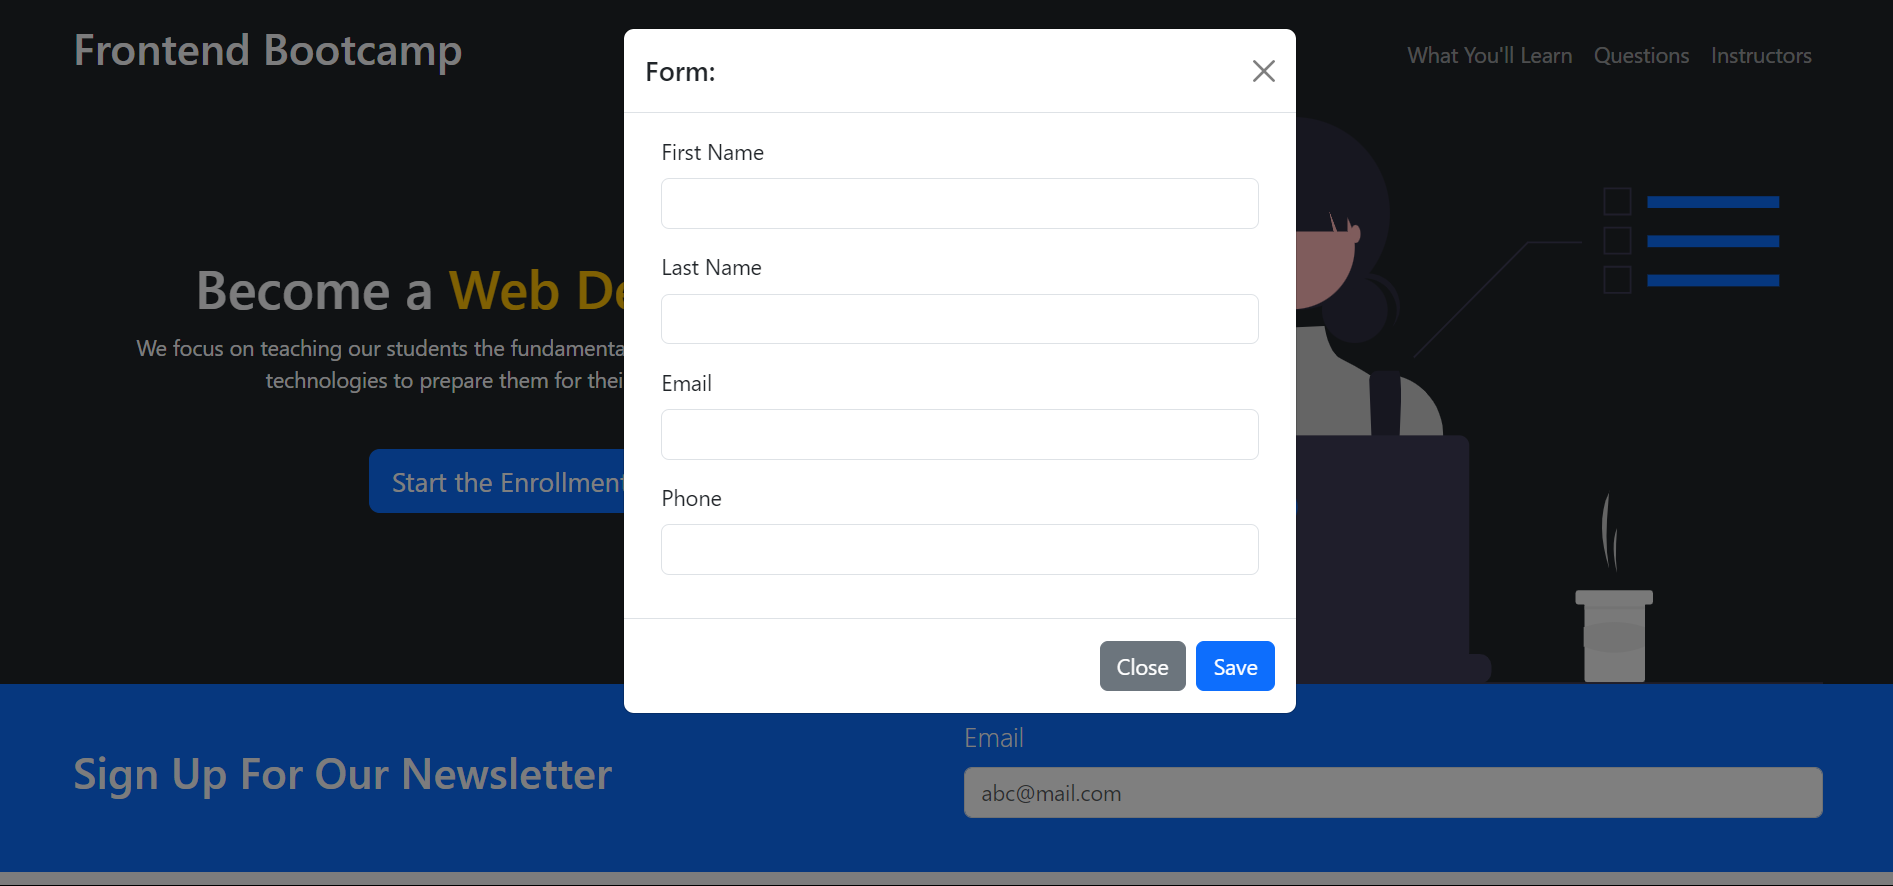 Frontend Bootcamp
What You'll Learn Questions Instructors
Form:
First Name
Last Name
Email
Phone
Close Save
Become a Web De
We focus on teaching our students the
technologies to prepare them for
Start the Enrollment
Sign Up For Our Newsletter
Email
abc@mail.com